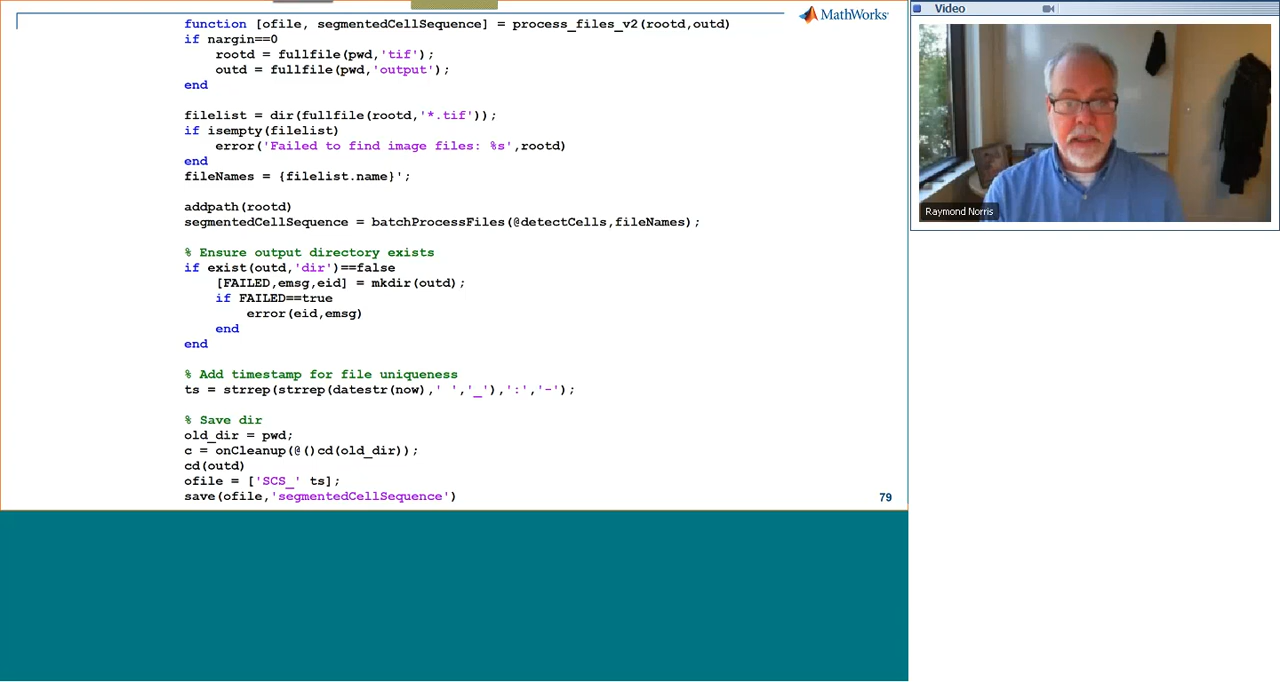 MathWorks
function [ofile, segmentedCellSequence] = process_files_v2(rootd,outd)
if nargin==0
    rootd = fullfile(pwd,'tif');
    outd = fullfile(pwd,'output');
end
filelist = dir(fullfile(rootd,'*.tif'));
if isempty(filelist)
    error('Failed to find image files: %s',rootd)
end
fileNames = {filelist.name}';
addpath(rootd)
segmentedCellSequence = batchProcessFiles(@detectCells,fileNames);
% Ensure output directory exists
if exist(outd,'dir')==false
    [FAILED,emsg,eid] = mkdir(outd);
    if FAILED==true
        error(eid,emsg)
    end
end
% Add timestamp for file uniqueness
ts = strrep(strrep(datestr(now),' ','_'),':','-');
% Save dir
old_dir = pwd;
c = onCleanup(@()cd(old_dir));
cd(outd)
ofile = ['SCS_' ts];
save(ofile,'segmentedCellSequence')
79
Video
Raymond Norris